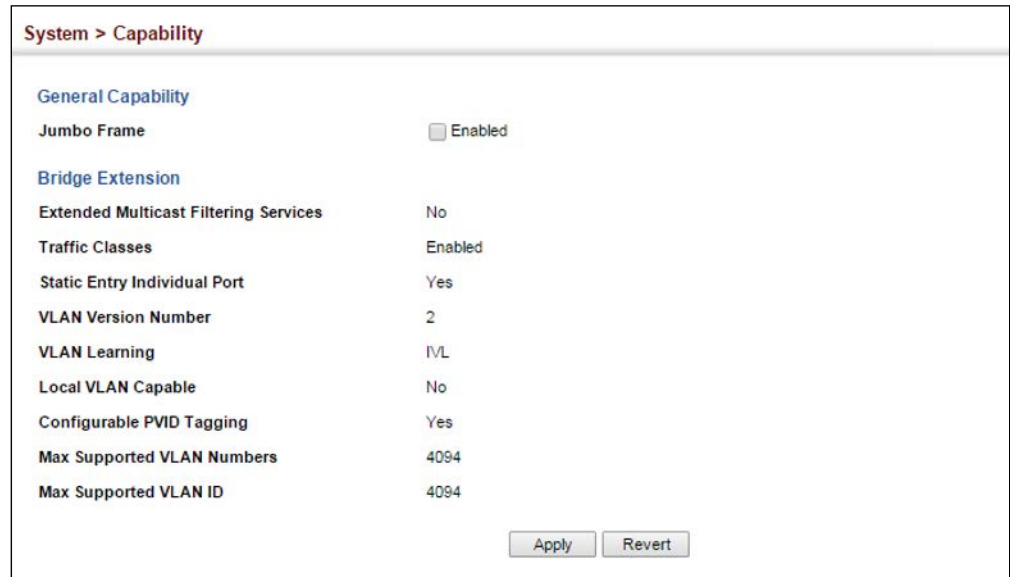 System > Capability
General Capability
Jumbo Frame Enabled
Bridge Extension
Extended Multicast Filtering Services No
Traffic Classes Enabled
Static Entry Individual Port Yes
VLAN Version Number 2
VLAN Learning IVL
Local VLAN Capable No
Configurable PVID Tagging Yes
Max Supported VLAN Numbers 4094
Max Supported VLAN ID 4094
Apply Revert